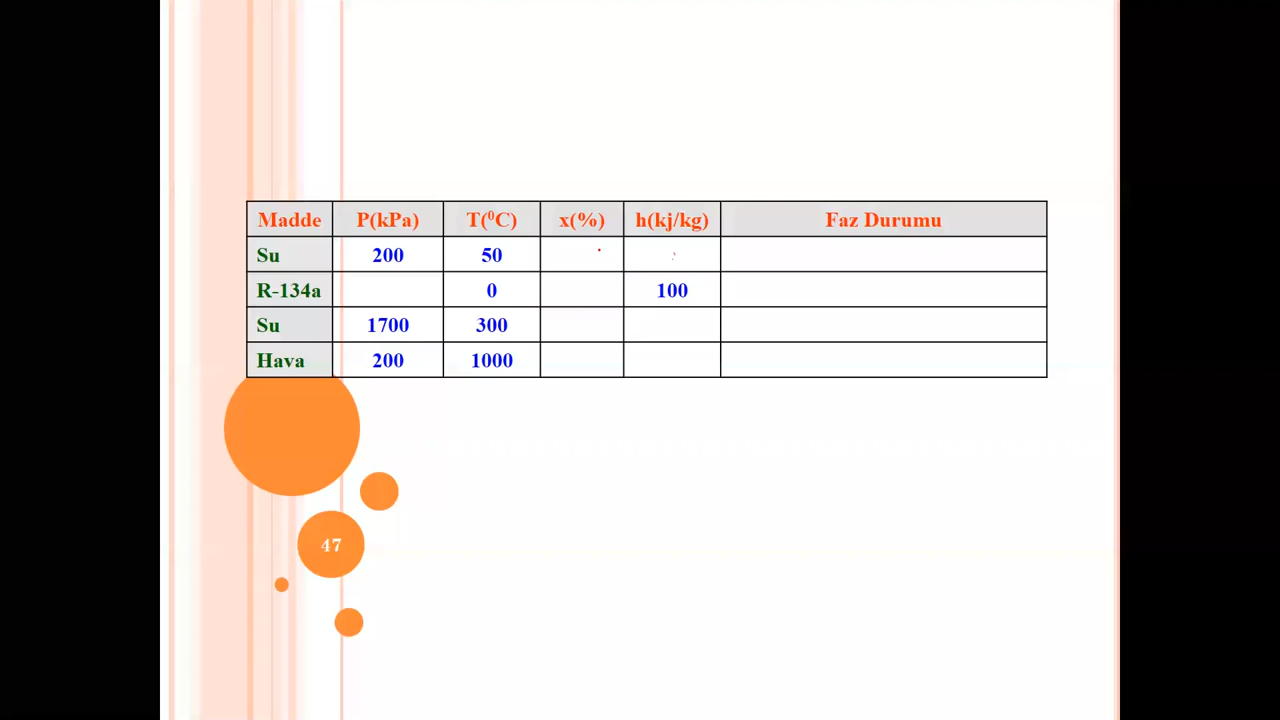 Madde P(kPa) T(⁰C) x(%) h(kj/kg) Faz Durumu
Su 200 50
R-134a 0 100
Su 1700 300
Hava 200 1000
47